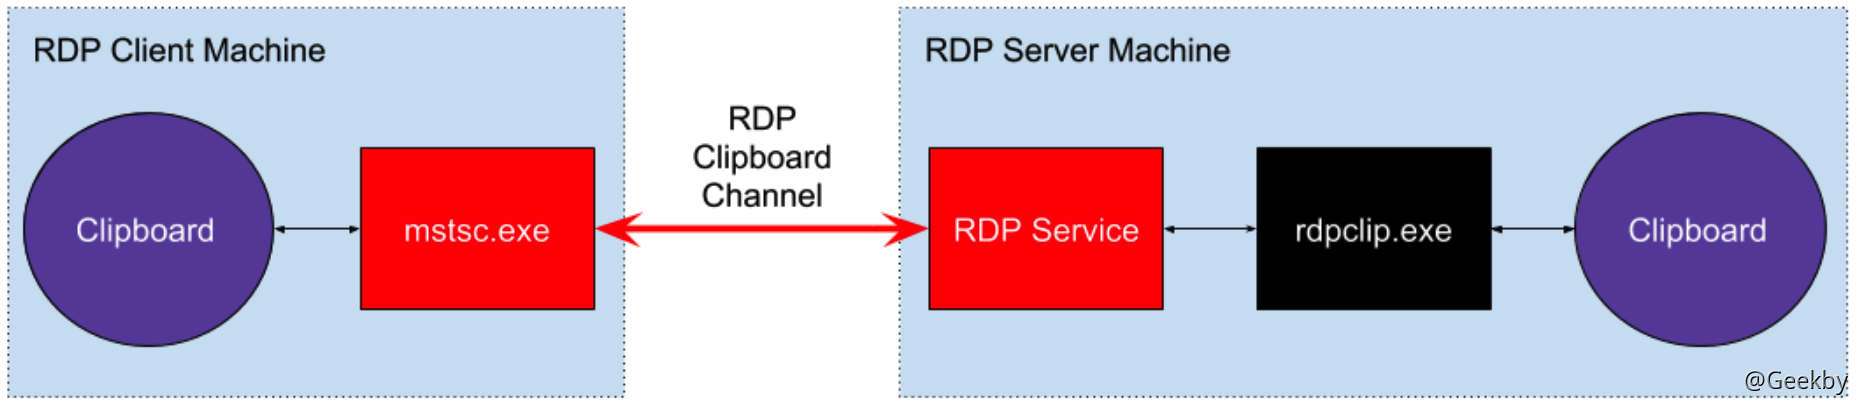 RDP Client Machine
Clipboard
mstsc.exe
RDP
Clipboard
Channel
RDP Server Machine
RDP Service
rdpclip.exe
Clipboard
@Geekby